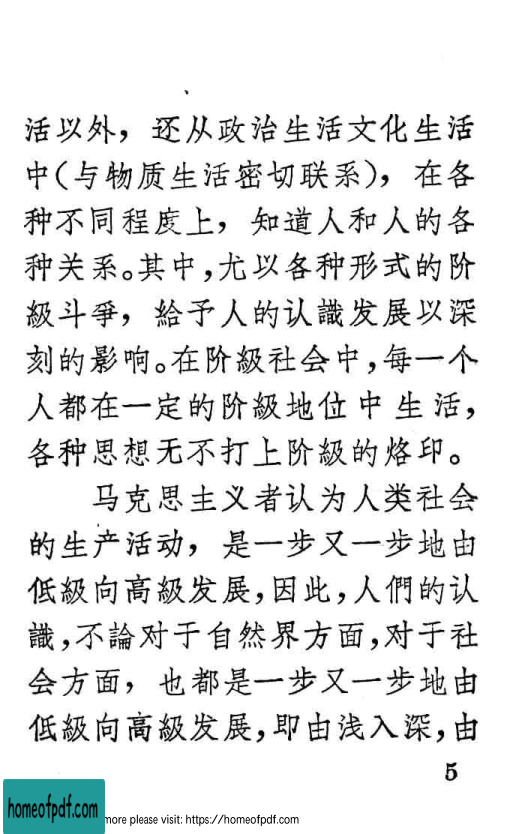 活以外，还从政治生活文化生活
中(与物质生活密切联系)，在各
种不同程度上，知道人和人的各
种关系。其中，尤以各种形式的阶
級斗爭，給予人的认識发展以深
刻的影响。在阶級社会中，每一个
人都在一定的阶級地位中生活，
各种思想无不打上阶級的烙印。
马克思主义者认为人类社会
的生产活动，是一步又一步地由
低級向高級发展，因此，人們的认
識，不論对于自然界方面，对于社
会方面，也都是一步又一步地由
低級向高級发展，即由浅入深，由
5
homeofpdf.com
more please visit: https://homeofpdf.com